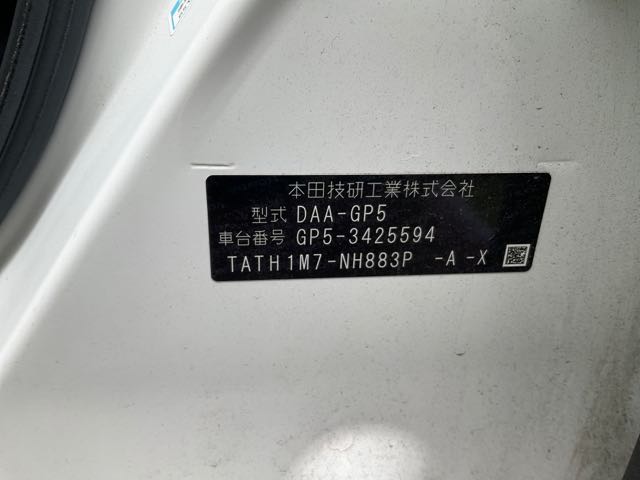 本田技研工業株式会社
型式 DAA-GP5
車台番号 GP5-3425594
TATH1M7-NH883P -A -X